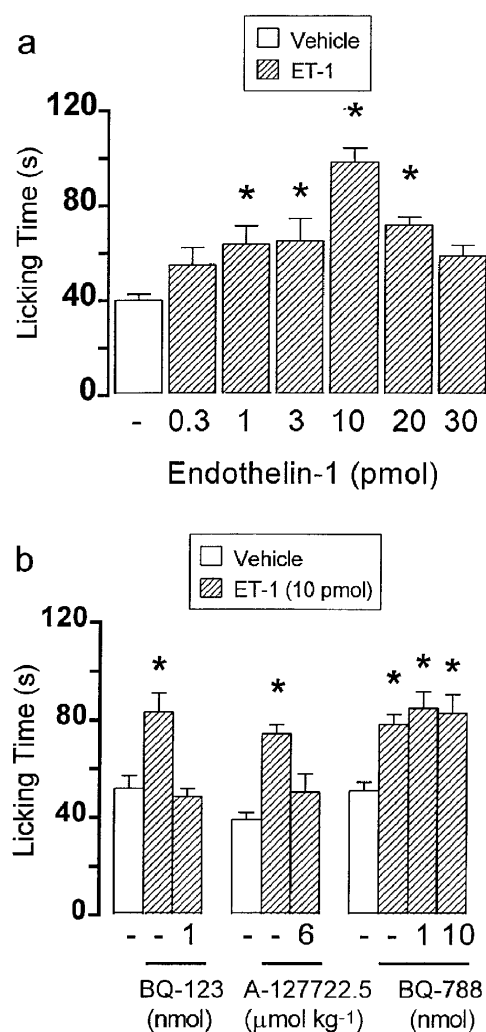 a
Vehicle
ET-1
120
80
40
0
Licking Time (s)
*
*
*
*
- 0.3 1 3 10 20 30
Endothelin-1 (pmol)
b
Vehicle
ET-1 (10 pmol)
120
80
40
0
Licking Time (s)
* * * * *
- - 1 - - 6 - - 1 10
BQ-123 A-127722.5 BQ-788
(nmol) (μmol kg-1) (nmol)